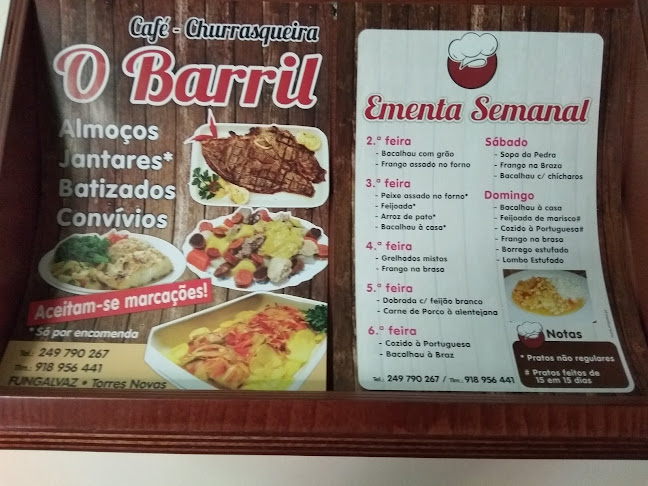 Café - Churrasqueira
O Barril
Almoços
Jantares*
Batizados
Convívios
Aceitam-se marcações!
* Só por encomenda
Tel.: 249 790 267
Tlm.: 918 956 441
FUNGALVAZ • Torres Novas
Ementa Semanal
2.ª feira
- Bacalhau com grão
- Frango assado no forno
3.ª feira
- Peixe assado no forno*
- Feijoada*
- Arroz de pato*
- Bacalhau à casa*
4.ª feira
- Grelhados mistos
- Frango na brasa
5.ª feira
- Dobrada c/ feijão branco
- Carne de Porco à alentejana
6.ª feira
- Cozido à Portuguesa
- Bacalhau à Braz
Sábado
- Sopa da Pedra
- Frango na Braza
- Bacalhau c/ chícharos
Domingo
- Bacalhau à casa
- Feijoada de marisco#
- Cozido à Portuguesa#
- Frango na brasa
- Borrego estufado
- Lombo Estufado
Notas
* Pratos não regulares
# Pratos feitos de
15 em 15 dias
Tel.: 249 790 267 / Tlm.: 918 956 441